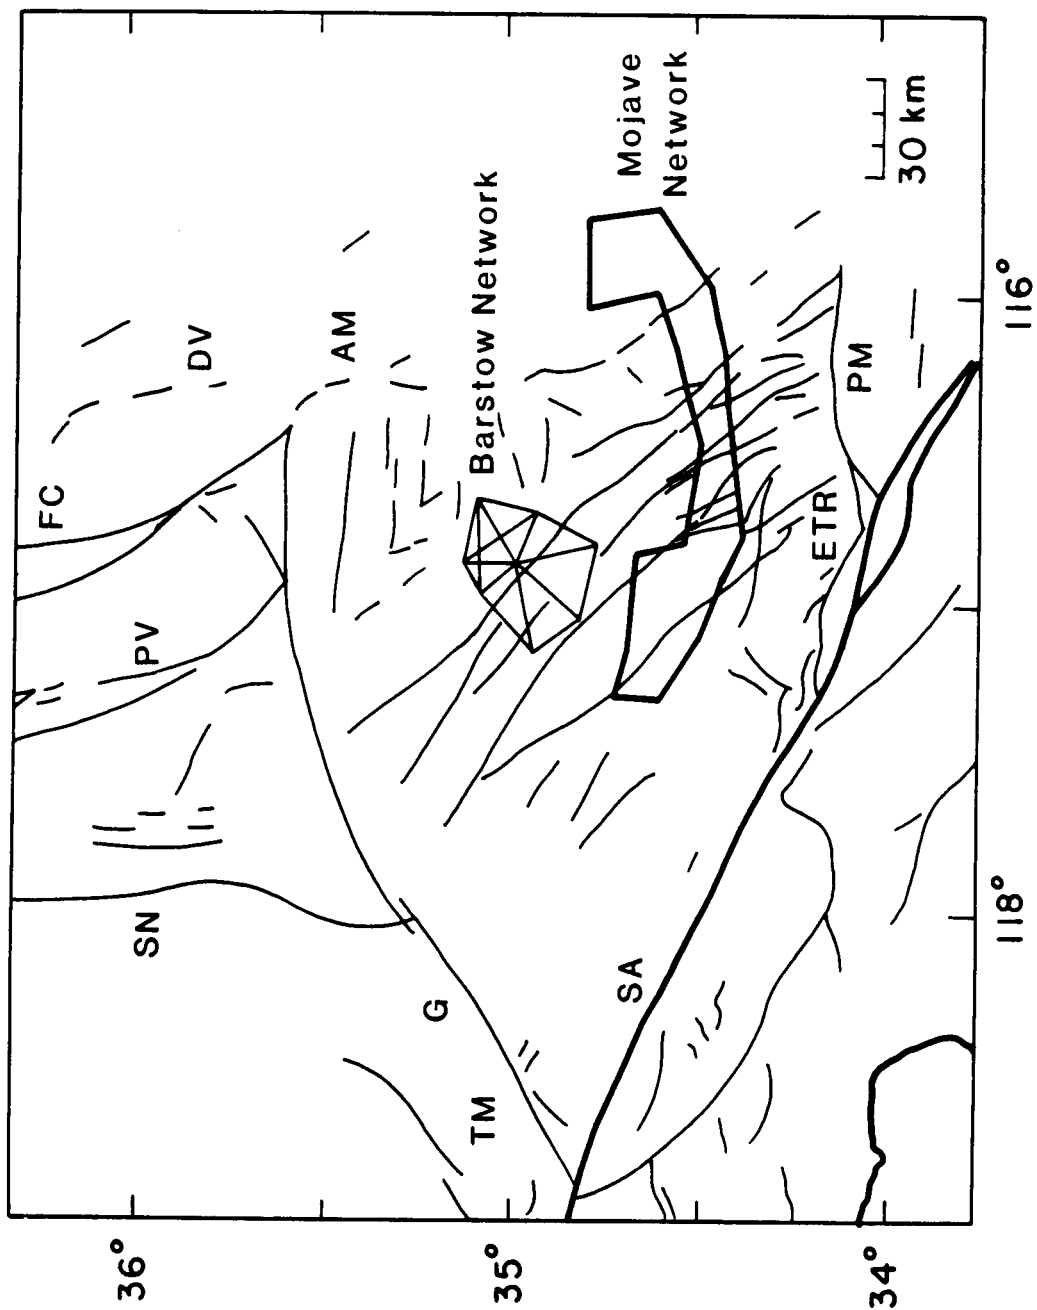 36°
35°
34°
118°
116°
SN
PV
FC
DV
AM
G
TM
SA
ETR
PM
Barstow Network
Mojave
Network
30 km